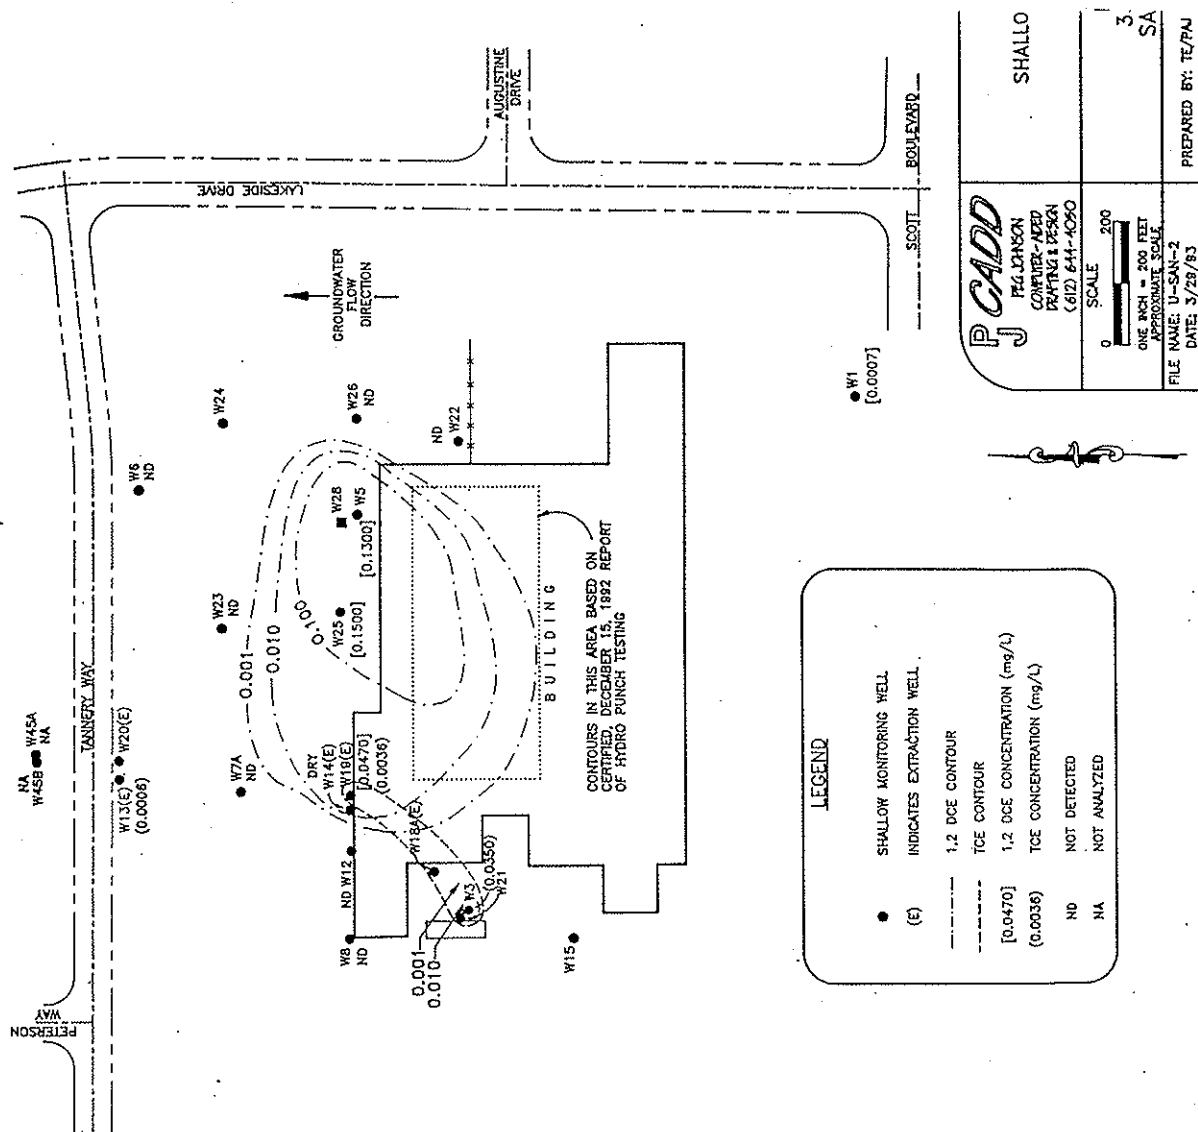 AUGUSTINE
DRIVE
LAKESIDE DRIVE
BOULEVARD
SCOTT
TANNERY WAY
PETERSON
WAY
GROUNDWATER
FLOW
DIRECTION
W24
W26
ND
ND
W22
W6
ND
W28
W5
[0.1300]
W23
ND
W25
[0.1500]
0.100
0.010
0.001
W1
[0.0007]
NA
W45B
W45A
NA
W20(E)
W13(E)
(0.0006)
W7A
ND
DRY
W14(E)
W19(E)
[0.0470]
(0.0036)
W18A(E)
ND W12
W8
ND
W3
(0.0350)
W21
0.001
0.010
W15
BUILDING
CONTOURS IN THIS AREA BASED ON
CERTIFIED, DECEMBER 15, 1992 REPORT
OF HYDRO PUNCH TESTING
LEGEND
SHALLOW MONITORING WELL
(E) INDICATES EXTRACTION WELL
1,2 DCE CONTOUR
TCE CONTOUR
[0.0470] 1,2 DCE CONCENTRATION (mg/L)
(0.0036) TCE CONCENTRATION (mg/L)
ND NOT DETECTED
NA NOT ANALYZED
PJ CADD
PEG JOHNSON
COMPUTER-AIDED
DRAFTING & DESIGN
(612) 644-4050
SCALE
0 200
ONE INCH = 200 FEET
APPROXIMATE SCALE
FILE NAME: U-SAN-2
DATE: 3/29/93
PREPARED BY: TE/PAJ
SHALLO
3.
SA